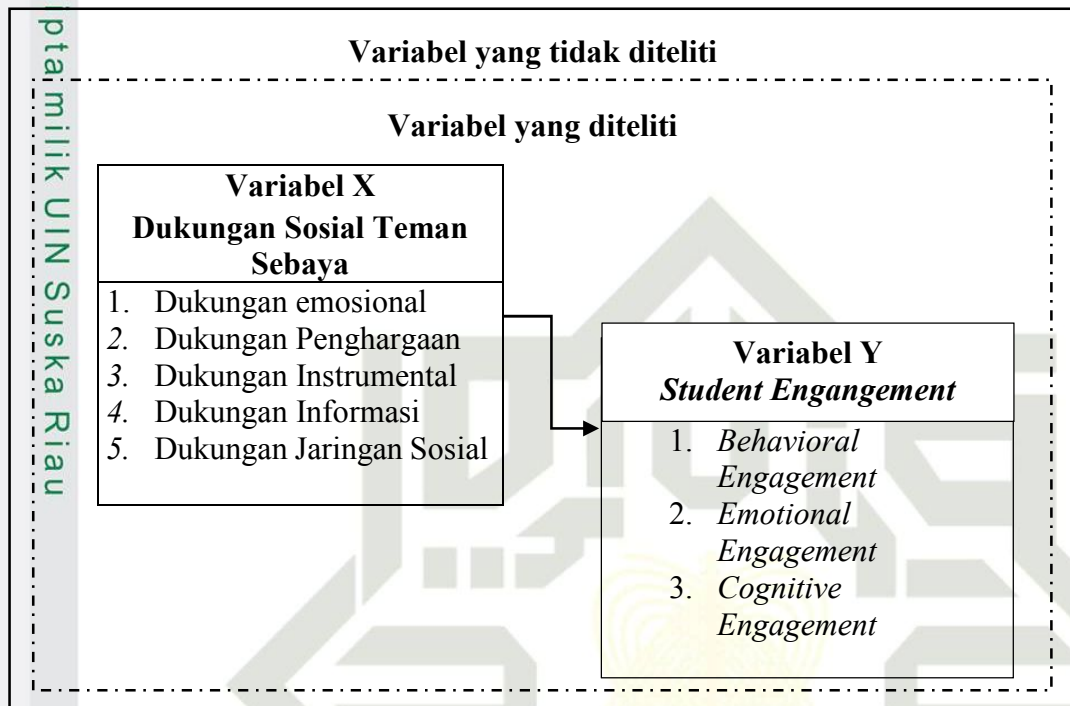 ipta milik UIN Suska Riau
Variabel yang tidak diteliti
Variabel yang diteliti
Variabel X
Dukungan Sosial Teman
Sebaya
1. Dukungan emosional
2. Dukungan Penghargaan
3. Dukungan Instrumental
4. Dukungan Informasi
5. Dukungan Jaringan Sosial
Variabel Y
Student Engangement
1. Behavioral
Engagement
2. Emotional
Engagement
3. Cognitive
Engagement